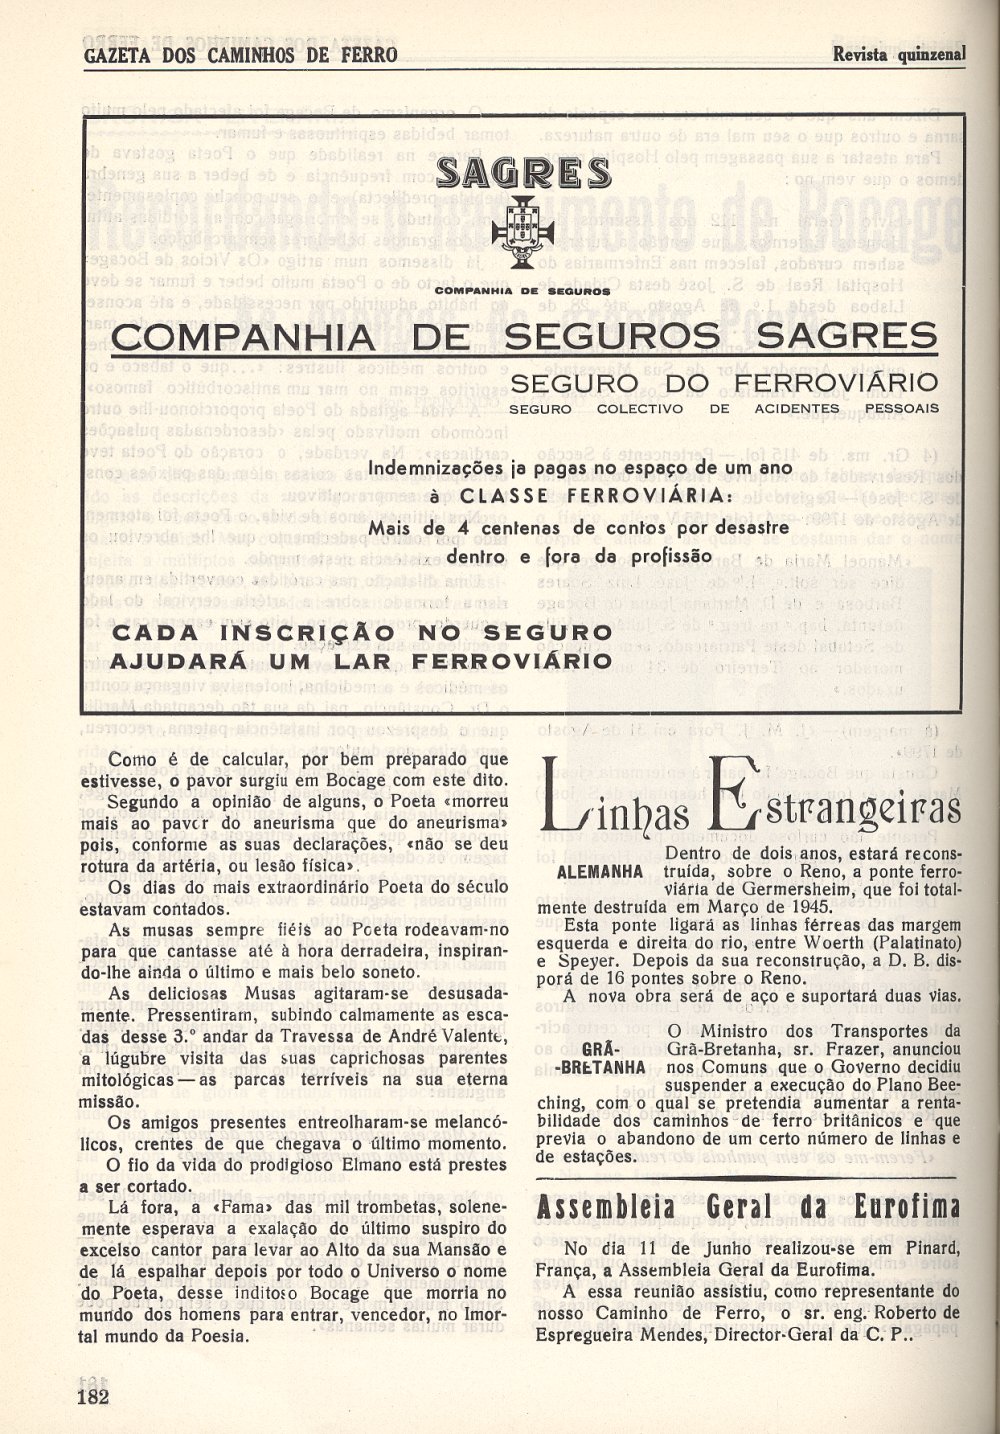 GAZETA DOS CAMINHOS DE FERRO
Revista quinzenal
SAGRES
COMPANHIA DE SEGUROS
COMPANHIA DE SEGUROS SAGRES
SEGURO DO FERROVIÁRIO
SEGURO COLECTIVO DE ACIDENTES PESSOAIS
Indemnizações ja pagas no espaço de um ano
à CLASSE FERROVIÁRIA:
Mais de 4 centenas de contos por desastre
dentro e fora da profissão
CADA INSCRIÇÃO NO SEGURO
AJUDARÁ UM LAR FERROVIÁRIO
Como é de calcular, por bem preparado que
estivesse, o pavor surgiu num Bocage com este dito.
Segundo a opinião de alguns, o Poeta «morreu
mais ao pavor do aneurisma que do aneurisma»
pois, conforme as suas declarações, «não se deu
rotura da artéria, ou lesão física».
Os dias do mais extraordinário Poeta do século
estavam contados.
As musas sempre fiéis ao Poeta rodeavam-no
para que cantasse até à hora derradeira, inspiran-
do-lhe ainda o último e mais belo soneto.
As deliciosas Musas agitaram-se desusada-
mente. Pressentiram, subindo calmamente as esca-
das desse 3.º andar da Travessa de André Valente,
a lúgubre visita das suas caprichosas parentes
mitológicas — as parcas terríveis na sua eterna
missão.
Os amigos presentes entreolharam-se melancó-
licos, crentes de que chegava o último momento.
O fio da vida do prodigioso Elmano está prestes
a ser cortado.
Lá fora, a «Fama» das mil trombetas, solene-
mente esperava a exalação do último suspiro do
excelso cantor para levar ao Alto da sua Mansão e
de lá espalhar depois por todo o Universo o nome
do Poeta, desse inditoso Bocage que morria no
mundo dos homens para entrar, vencedor, no Imor-
tal mundo da Poesia.
Linhas Estrangeiras
ALEMANHA
Dentro de dois anos, estará recons-
truída, sobre o Reno, a ponte ferro-
viária de Germersheim, que foi total-
mente destruída em Março de 1945.
Esta ponte ligará as linhas férreas das margem
esquerda e direita do rio, entre Woerth (Palatinato)
e Speyer. Depois da sua reconstrução, a D. B. dis-
porá de 16 pontes sobre o Reno.
A nova obra será de aço e suportará duas vias.
GRÃ-
-BRETANHA
O Ministro dos Transportes da
Grã-Bretanha, sr. Frazer, anunciou
nos Comuns que o Governo decidiu
suspender a execução do Plano Bee-
ching, com o qual se pretendia aumentar a renta-
bilidade dos caminhos de ferro britânicos e que
previa o abandono de um certo número de linhas e
de estações.
Assembleia Geral da Eurofima
No dia 11 de Junho realizou-se em Pinard,
França, a Assembleia Geral da Eurofima.
A essa reunião assistiu, como representante do
nosso Caminho de Ferro, o sr. eng. Roberto de
Espregueira Mendes, Director-Geral da C. P..
182